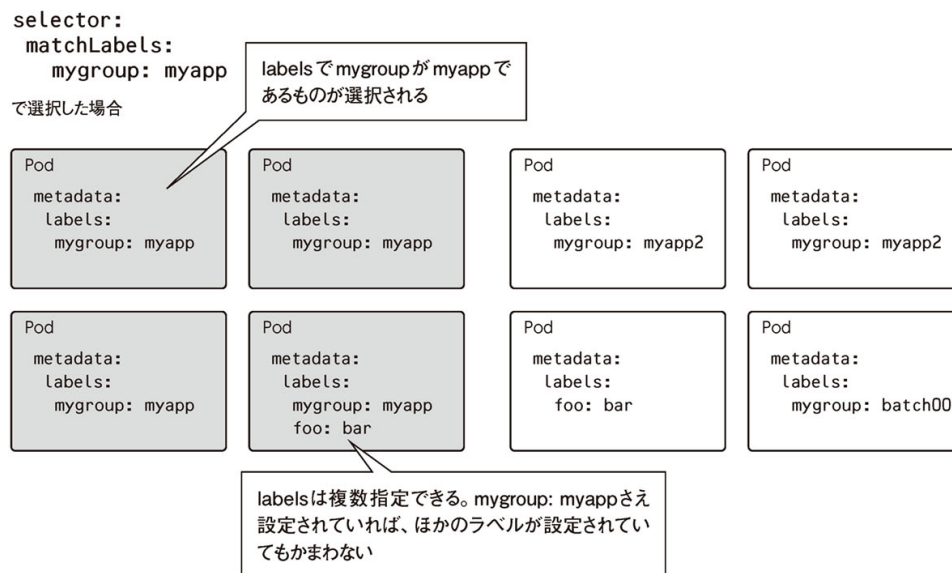 selector:
matchLabels:
mygroup: myapp
で選択した場合
labelsでmygroupがmyappで
あるものが選択される
Pod
metadata:
labels:
mygroup: myapp
Pod
metadata:
labels:
mygroup: myapp
Pod
metadata:
labels:
mygroup: myapp2
Pod
metadata:
labels:
mygroup: myapp2
Pod
metadata:
labels:
mygroup: myapp
Pod
metadata:
labels:
mygroup: myapp
foo: bar
Pod
metadata:
labels:
foo: bar
Pod
metadata:
labels:
mygroup: batch00
labelsは複数指定できる。mygroup: myappさえ
設定されていれば、ほかのラベルが設定されてい
てもかまわない